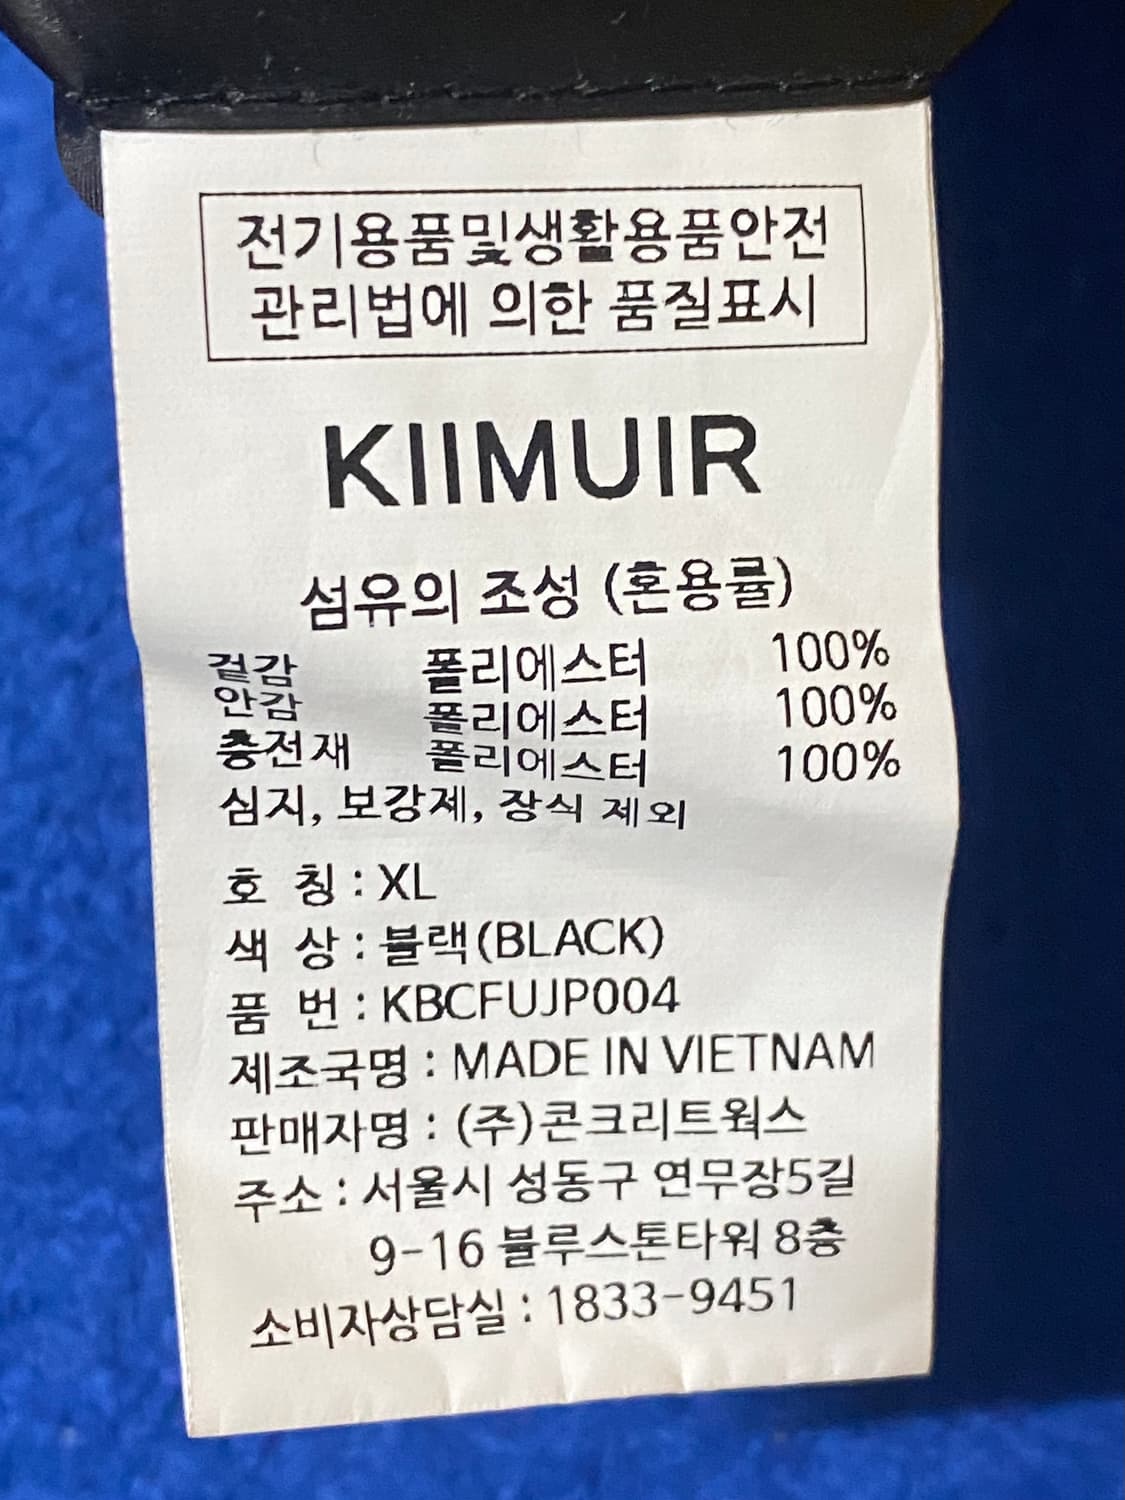 전기용품및생활용품안전
관리법에 의한 품질표시
KIIMUIR
섬유의 조성 (혼용률)
겉감 폴리에스터 100%
안감 폴리에스터 100%
충전재 폴리에스터 100%
심지, 보강제, 장식 제외
호 칭 : XL
색 상 : 블랙(BLACK)
품 번 : KBCFUJP004
제조국명 : MADE IN VIETNAM
판매자명 : (주)콘크리트웍스
주소 : 서울시 성동구 연무장5길
9-16 블루스톤타워 8층
소비자상담실 : 1833-9451